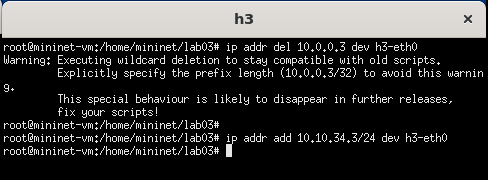 h3
root@mininet-vm:/home/mininet/lab03# ip addr del 10.0.0.3 dev h3-eth0
Warning: Executing wildcard deletion to stay compatible with old scripts.
         Explicitly specify the prefix length (10.0.0.3/32) to avoid this warnin
g.
         This special behaviour is likely to disappear in further releases,
         fix your scripts!
root@mininet-vm:/home/mininet/lab03#
root@mininet-vm:/home/mininet/lab03# ip addr add 10.10.34.3/24 dev h3-eth0
root@mininet-vm:/home/mininet/lab03#